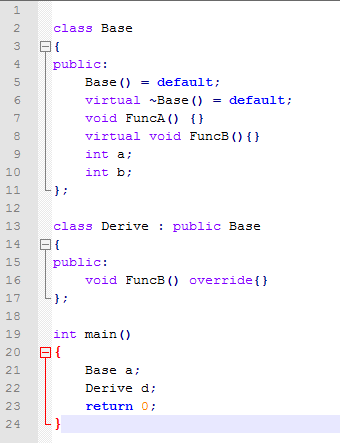 1
2 class Base
3 {
4 public:
5 Base() = default;
6 virtual ~Base() = default;
7 void FuncA() {}
8 virtual void FuncB(){}
9 int a;
10 int b;
11 };
12
13 class Derive : public Base
14 {
15 public:
16 void FuncB() override{}
17 };
18
19 int main()
20 {
21 Base a;
22 Derive d;
23 return 0;
24 }